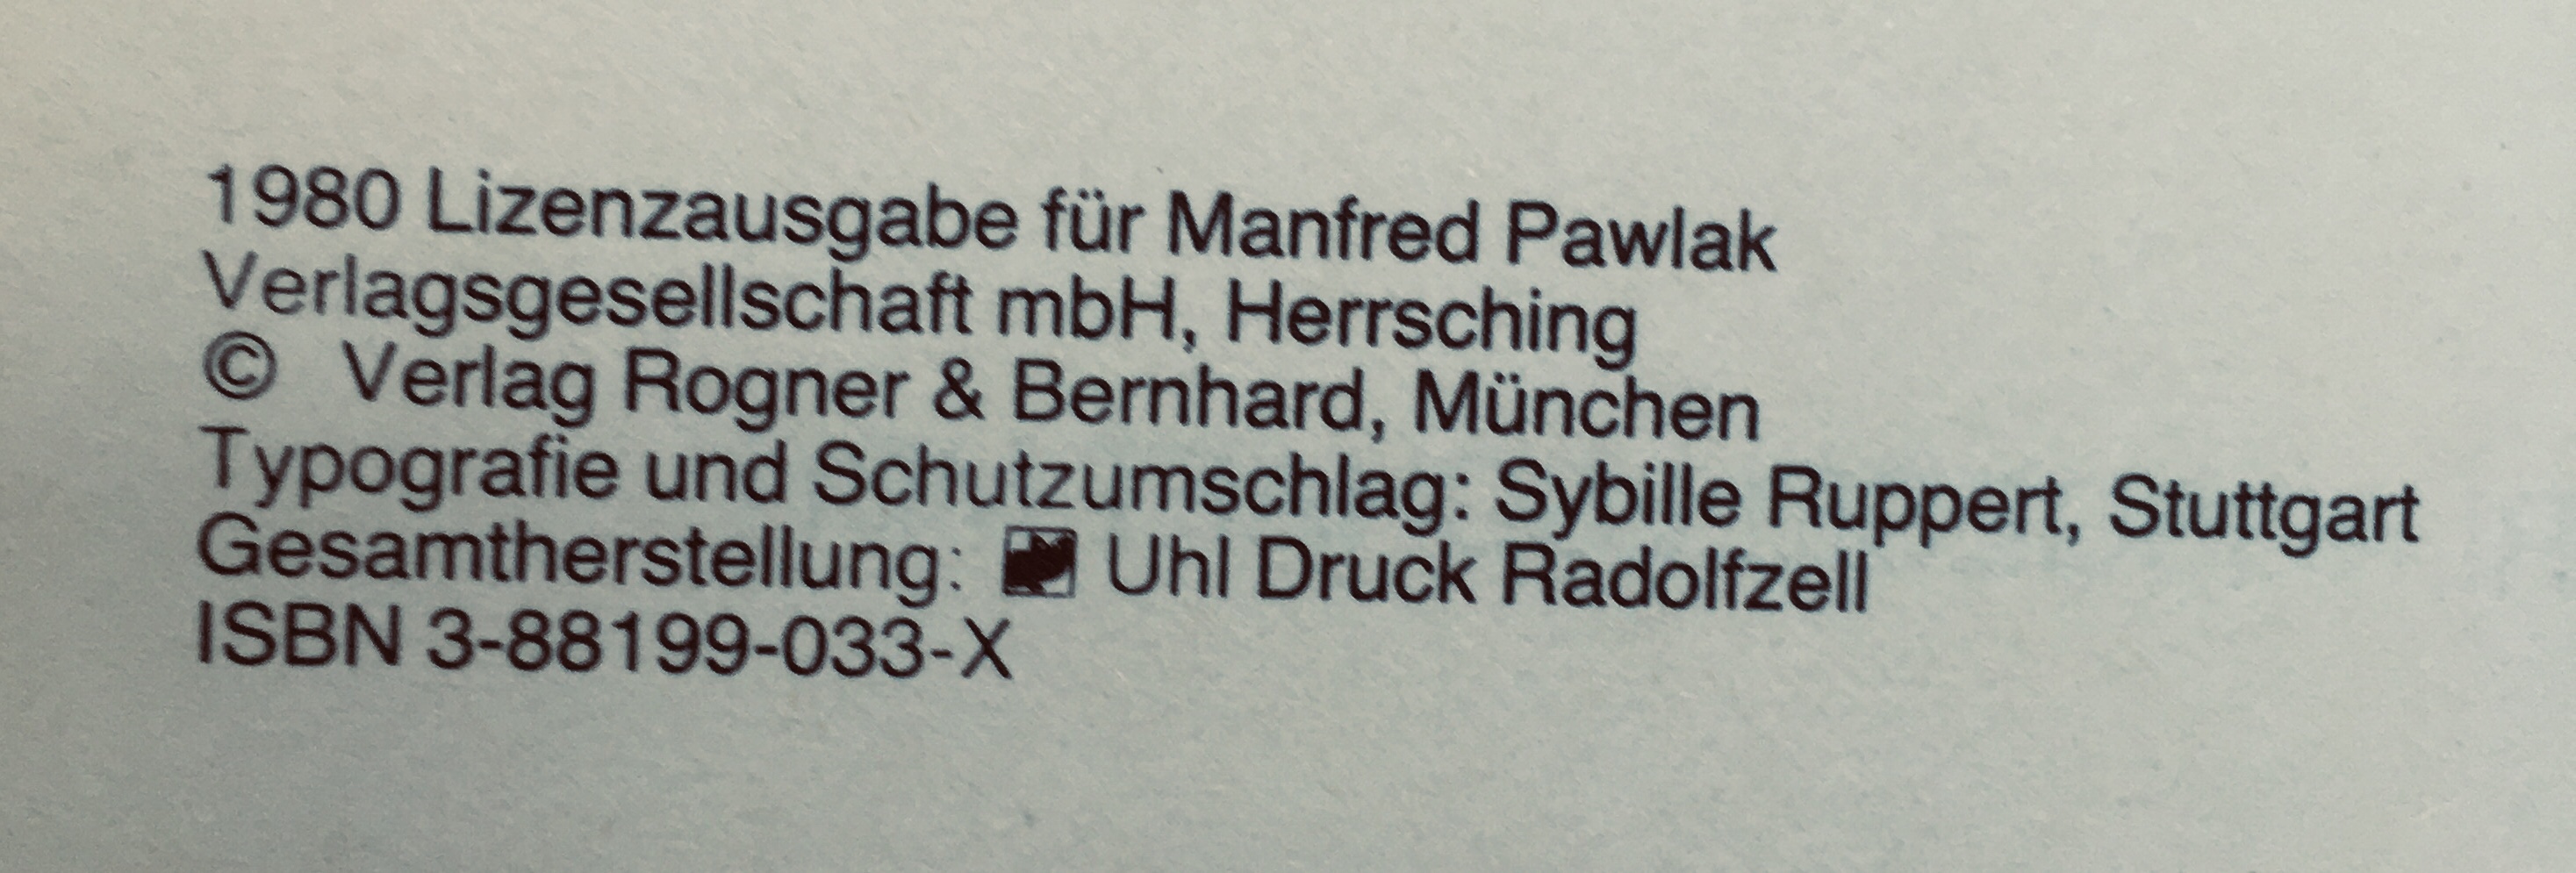 1980 Lizenzausgabe für Manfred Pawlak
Verlagsgesellschaft mbH, Herrsching
© Verlag Rogner & Bernhard, München
Typografie und Schutzumschlag: Sybille Ruppert, Stuttgart
Gesamtherstellung: Uhl Druck Radolfzell
ISBN 3-88199-033-X